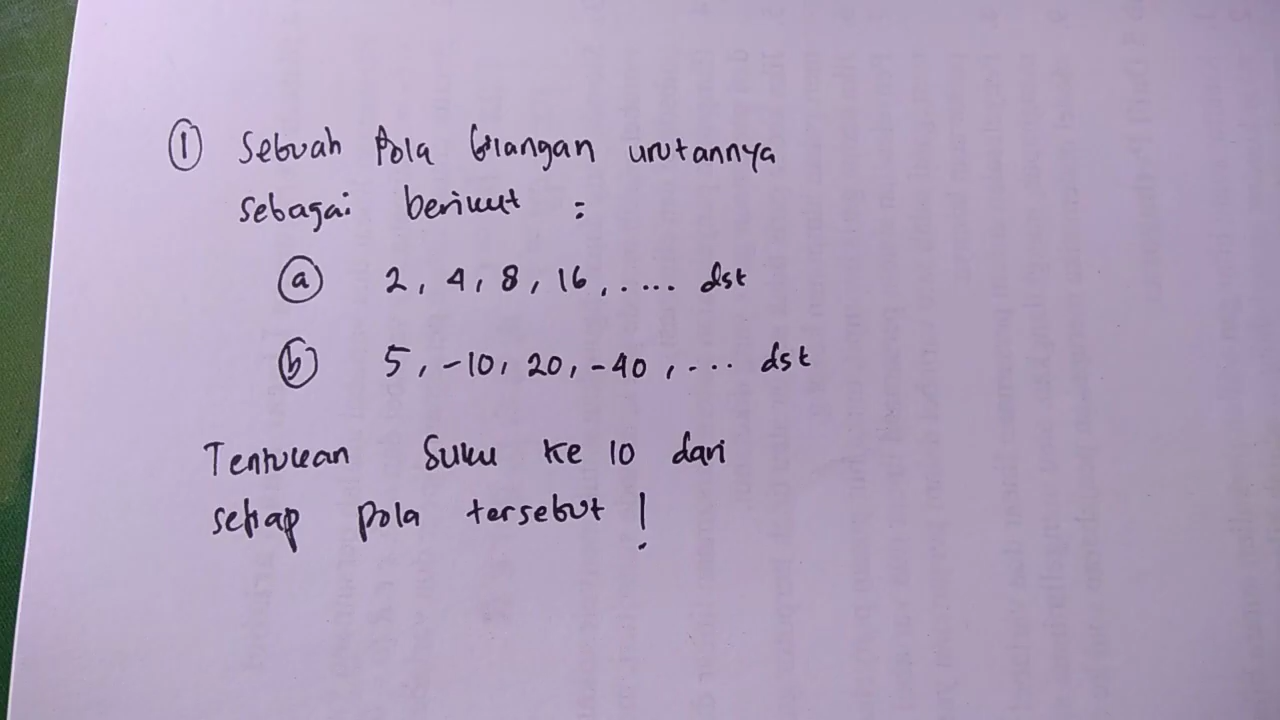 ① Sebuah Pola bilangan urutannya
sebagai berikut :
ⓐ 2, 4, 8, 16, ..... dst
ⓑ 5, -10, 20, -40, ... dst
Tentukan Suku ke 10 dari
setiap pola tersebut !